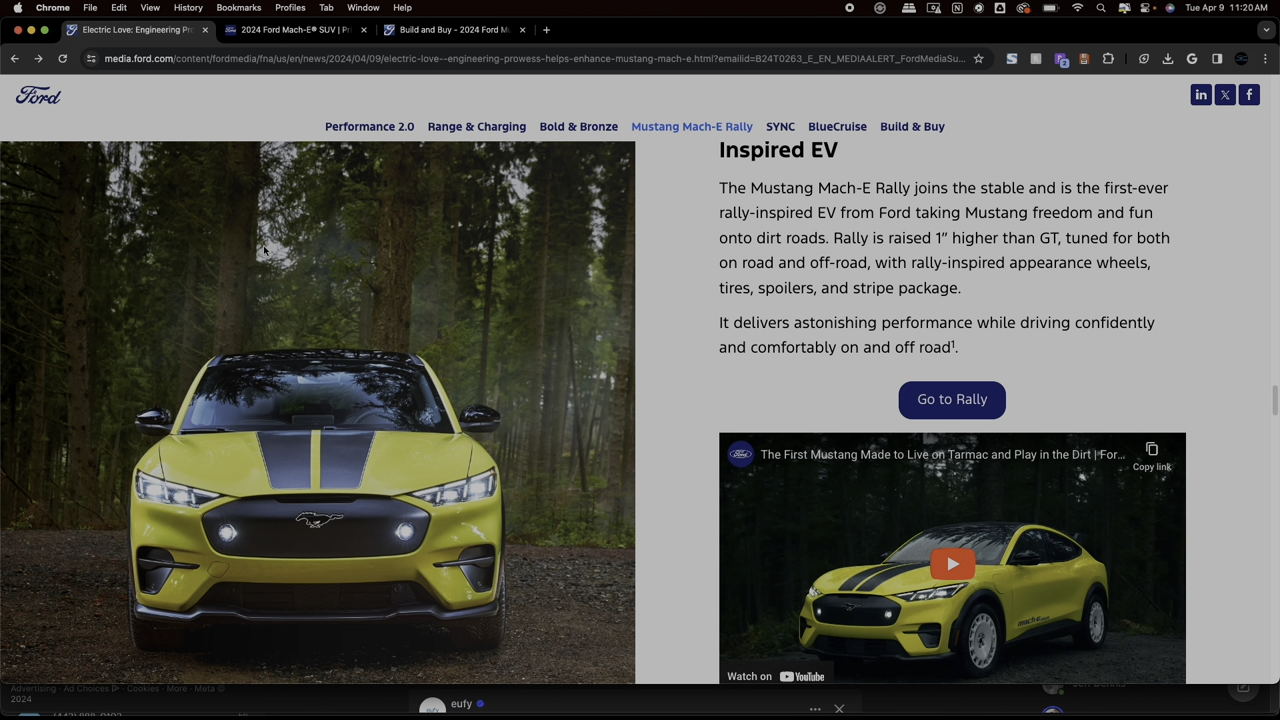 Chrome File Edit View History Bookmarks Profiles Tab Window Help Tue Apr 9 11:20 AM
Electric Love: Engineering Pr 2024 Ford Mach-E® SUV | Pr Build and Buy - 2024 Ford M
media.ford.com/content/fordmedia/fna/us/en/news/2024/04/09/electric-love--engineering-prowess-helps-enhance-mustang-mach-e.html?emailid=B24T0263_E_EN_MEDIAALERT_FordMediaSu...
Ford
in X f
Performance 2.0 Range & Charging Bold & Bronze Mustang Mach-E Rally SYNC BlueCruise Build & Buy
Inspired EV
The Mustang Mach-E Rally joins the stable and is the first-ever
rally-inspired EV from Ford taking Mustang freedom and fun
onto dirt roads. Rally is raised 1” higher than GT, tuned for both
on road and off-road, with rally-inspired appearance wheels,
tires, spoilers, and stripe package.
It delivers astonishing performance while driving confidently
and comfortably on and off road¹.
Go to Rally
The First Mustang Made to Live on Tarmac and Play in the Dirt | For...
Copy link
Watch on YouTube
Advertising · Ad Choices · Cookies · More · Meta ©
2024
eufy